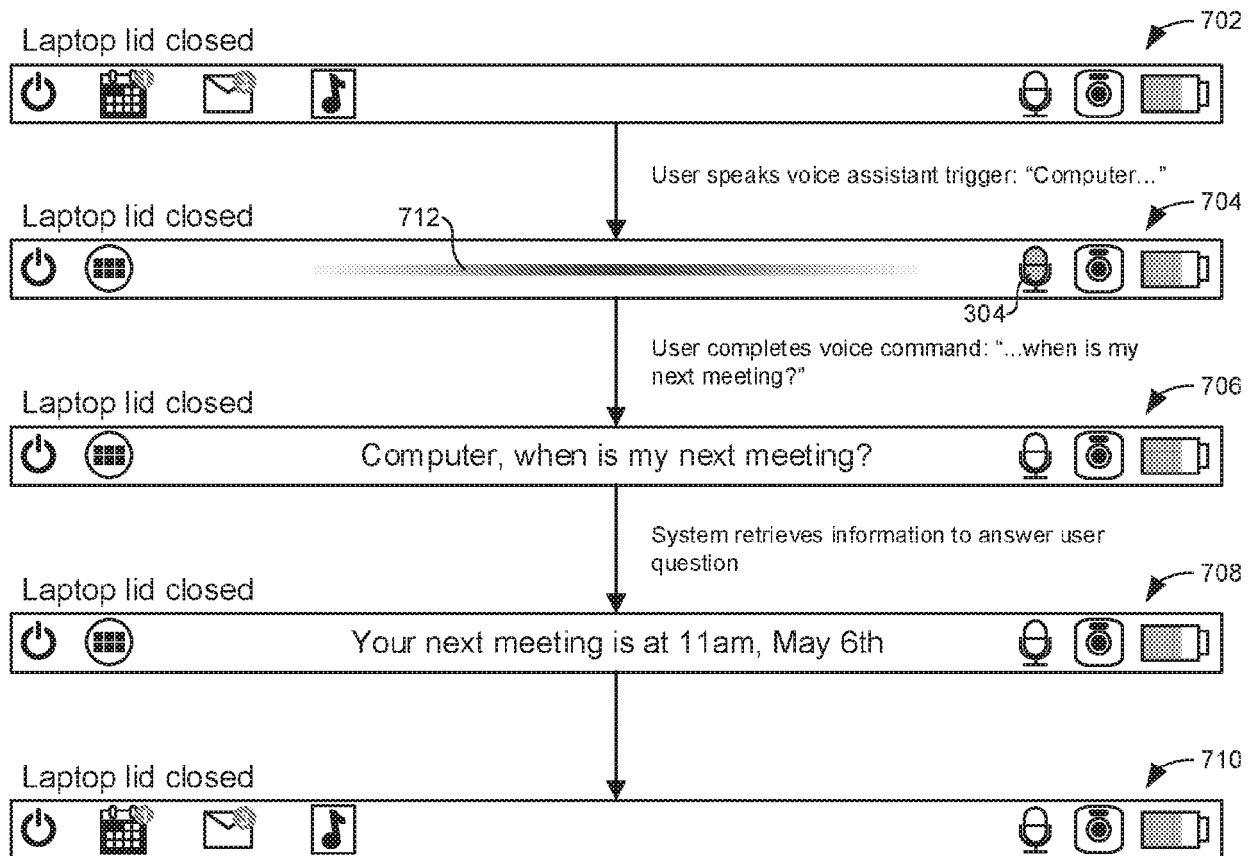 702
Laptop lid closed
User speaks voice assistant trigger: “Computer...”
704
Laptop lid closed
712
304
User completes voice command: “...when is my
next meeting?”
706
Laptop lid closed
Computer, when is my next meeting?
System retrieves information to answer user
question
708
Laptop lid closed
Your next meeting is at 11am, May 6th
710
Laptop lid closed